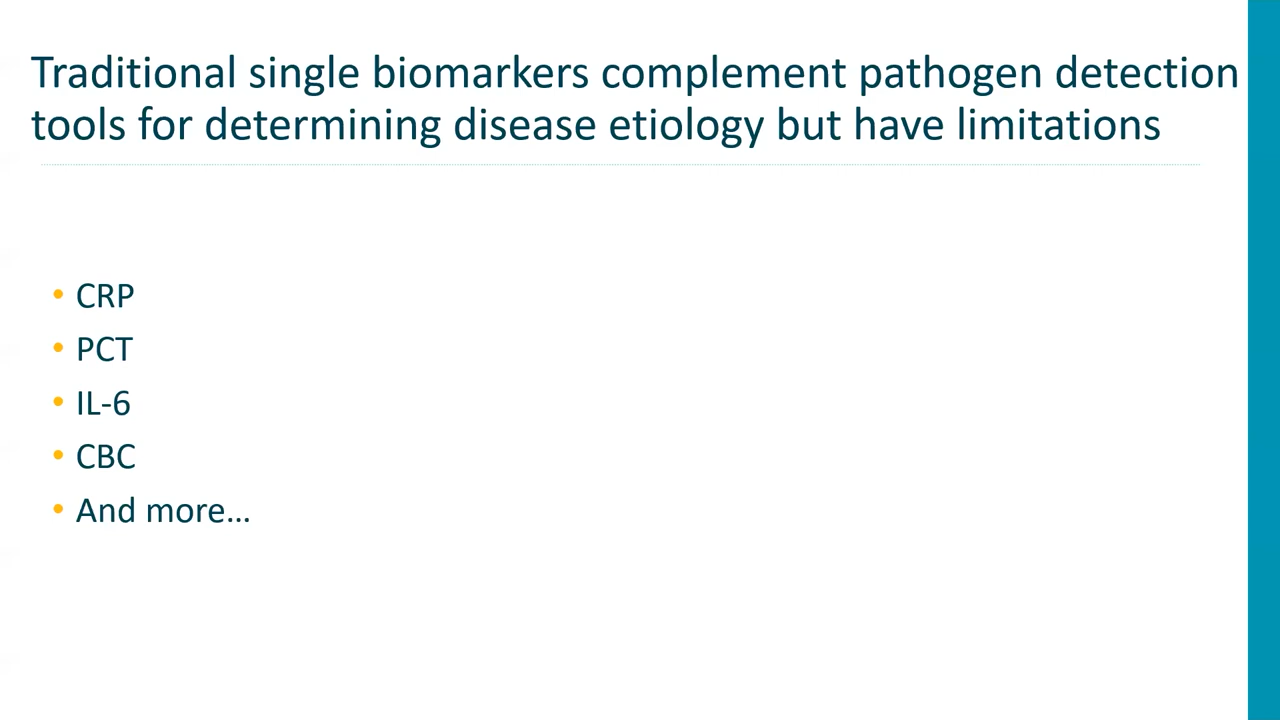 Traditional single biomarkers complement pathogen detection
tools for determining disease etiology but have limitations
• CRP
• PCT
• IL-6
• CBC
• And more…